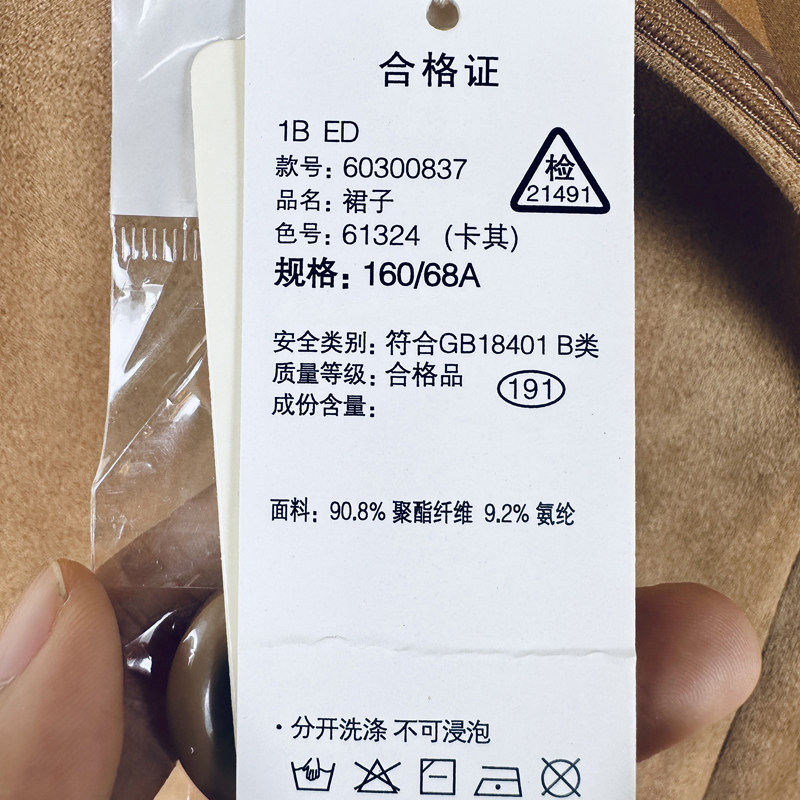 合格证
1B ED
款号: 60300837
品名: 裙子
检
21491
色号: 61324 (卡其)
规格: 160/68A
安全类别: 符合GB18401 B类
质量等级: 合格品
191
成份含量:
面料: 90.8% 聚酯纤维 9.2% 氨纶
·分开洗涤 不可浸泡